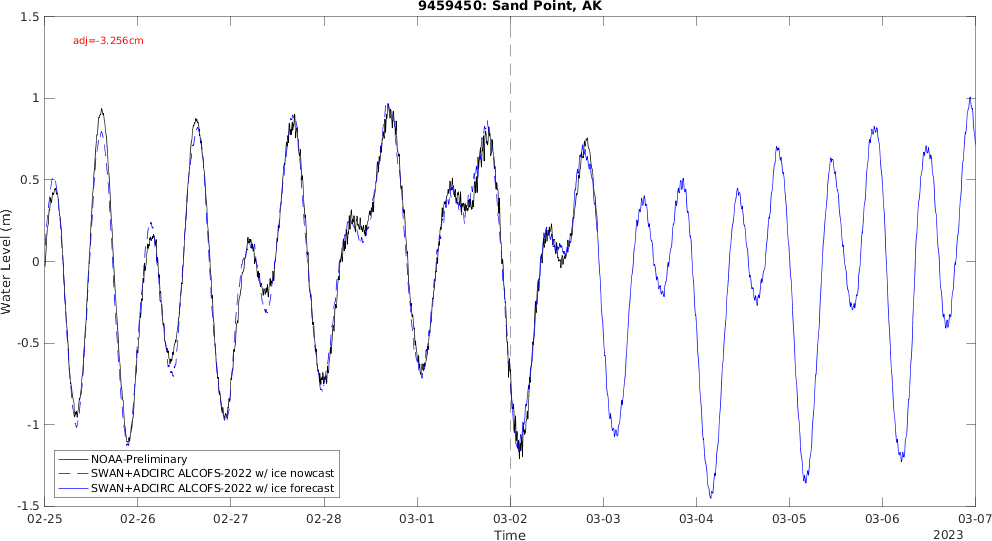 9459450: Sand Point, AK
adj=-3.256cm
Water Level (m)
1.5
1
0.5
0
-0.5
-1
-1.5
NOAA-Preliminary
SWAN+ADCIRC ALCOFS-2022 w/ ice nowcast
SWAN+ADCIRC ALCOFS-2022 w/ ice forecast
02-25 02-26 02-27 02-28 03-01 03-02 03-03 03-04 03-05 03-06 03-07
Time
2023